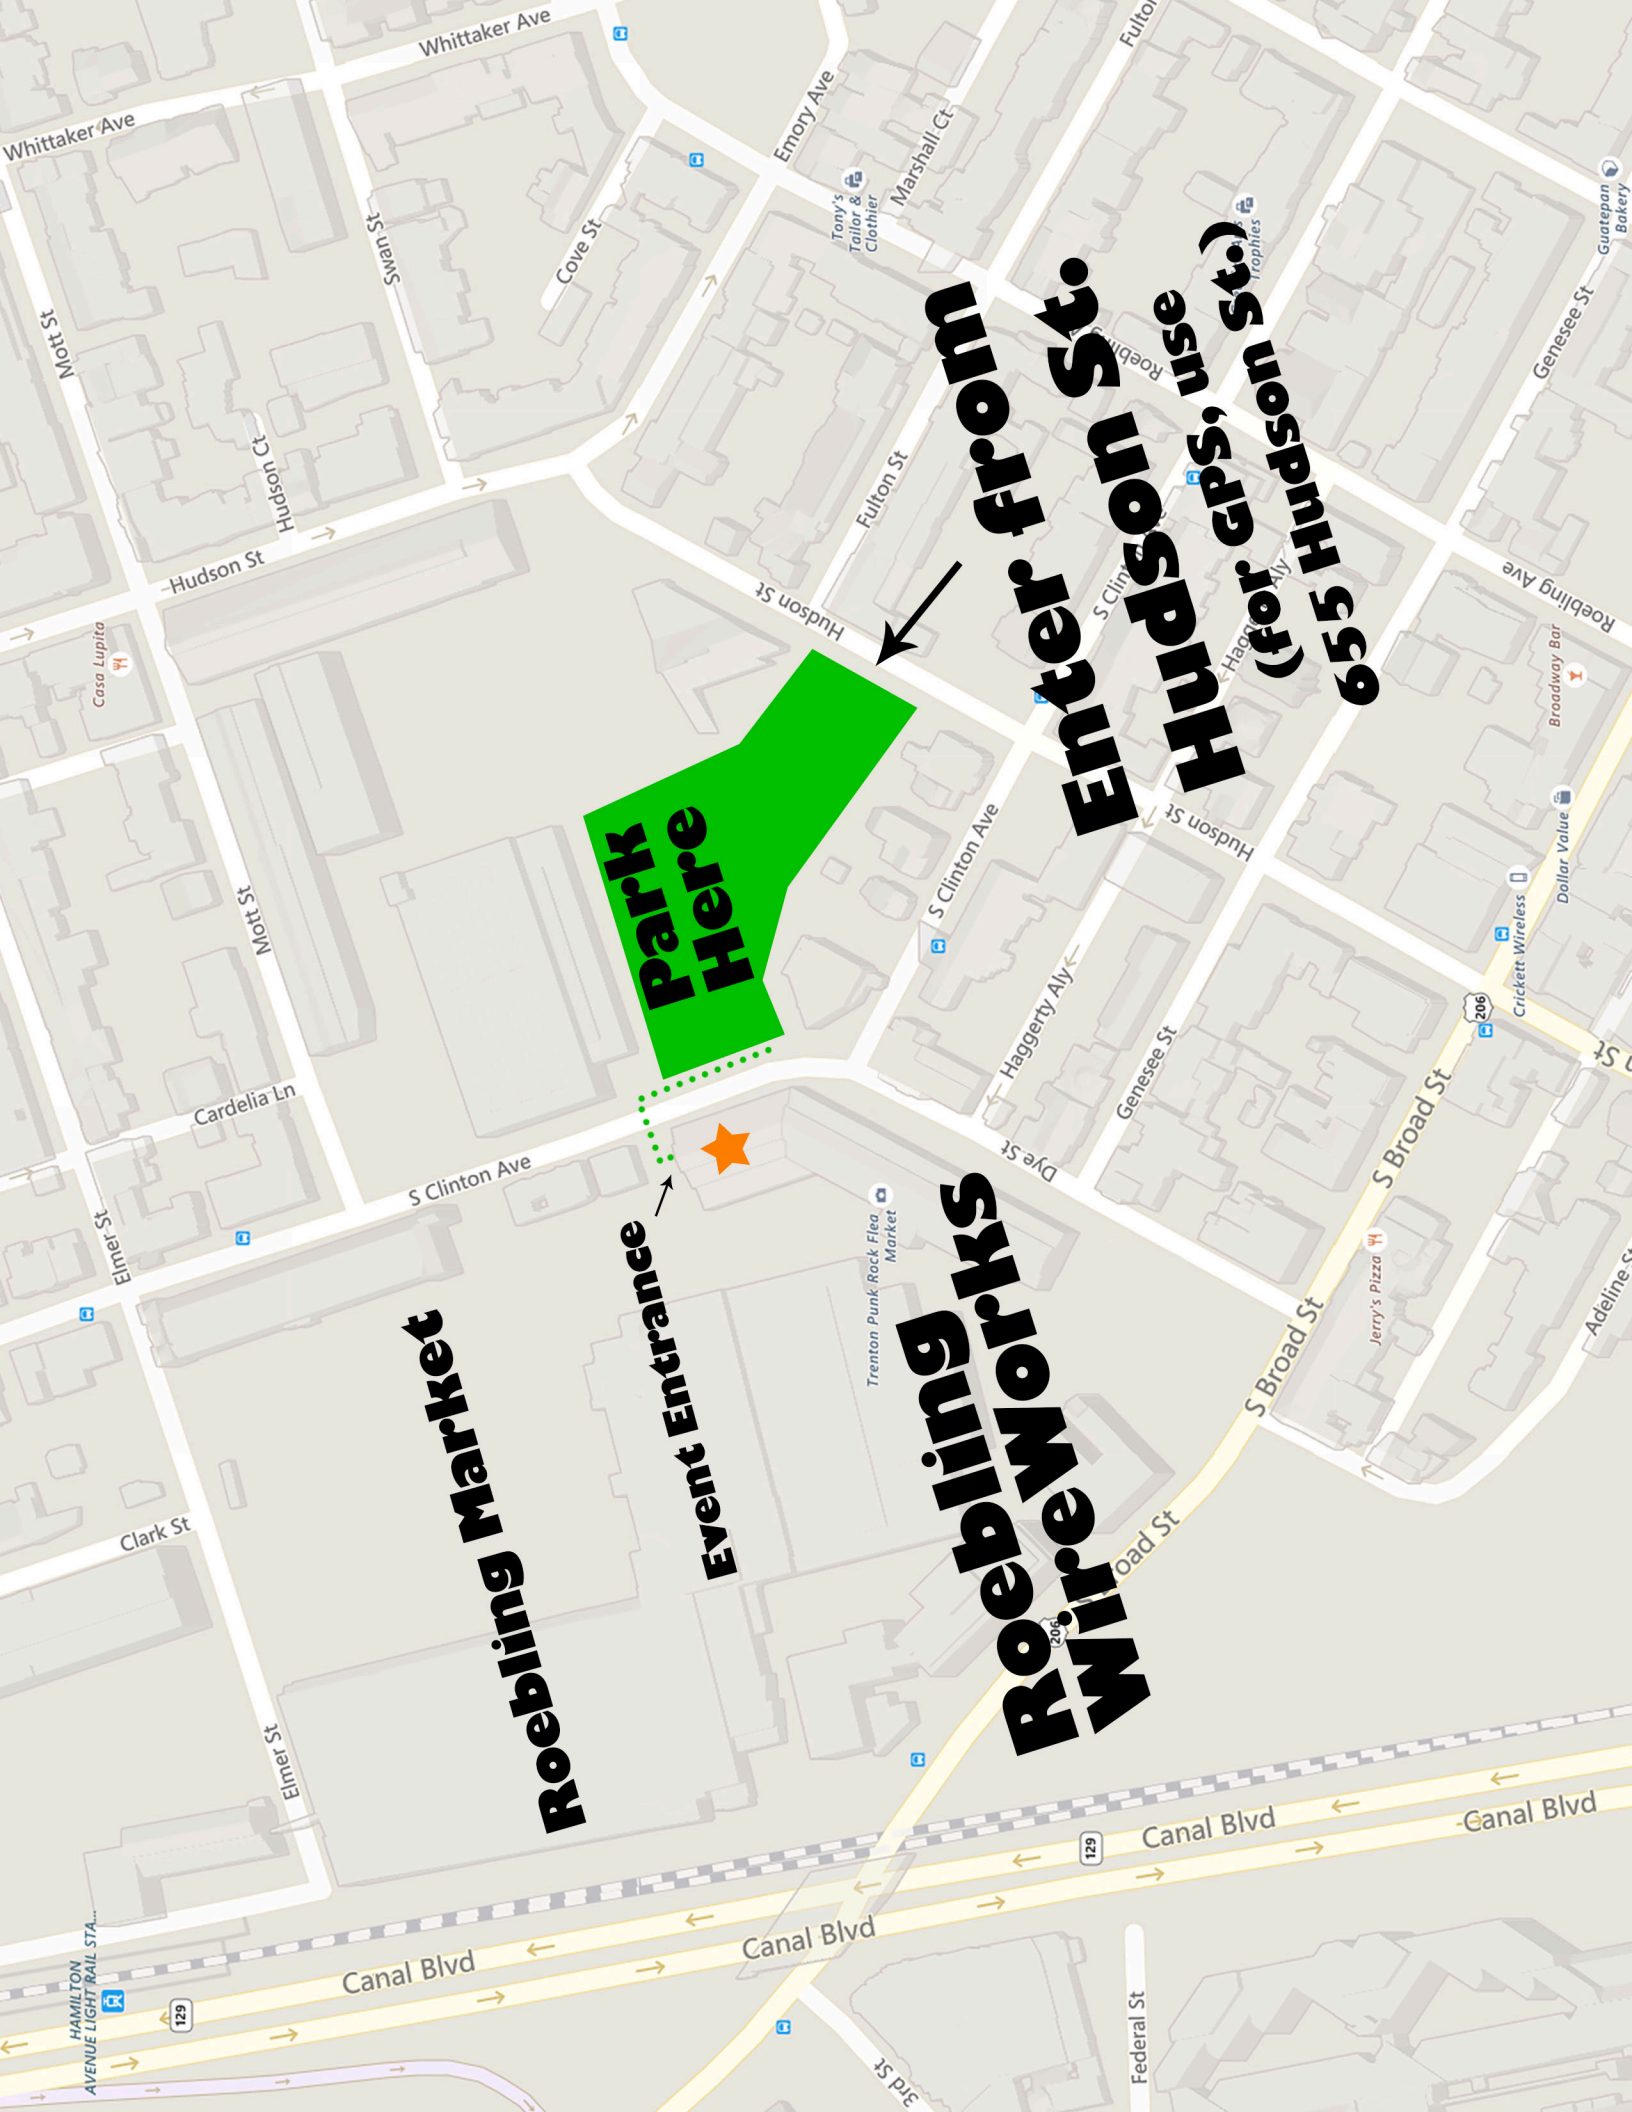 Whittaker Ave
Whittaker Ave
Emory Ave
Marshall Ct
Fulton
Swan St
Cove St
Tony's
Tailor &
Clothier
Trophies
Guatepan
Bakery
Mott St
Hudson Ct
Hudson St
Fulton St
Genesee St
Enter from
Hudson St.
(for GPS, use
655 Hudson St.)
Roebling Ave
Casa Lupita
Hudson St
S Clinton Ave
Haggerty Aly
Broadway Bar
Park
Here
Mott St
S Clinton Ave
Hudson St
Dollar Value
Crickett Wireless
206
Haggerty Aly
Genesee St
Cardelia Ln
S Clinton Ave
Dye St
S Broad St
Elmer St
Event Entrance
Trenton Punk Rock Flea
Market
Jerry's Pizza
Adeline St
S Broad St
Roebling Market
Roebling
Wireworks
Clark St
Broad St
206
Elmer St
Canal Blvd
Canal Blvd
129
Canal Blvd
Canal Blvd
HAMILTON
AVENUE LIGHT RAIL STA...
129
3rd St
Federal St